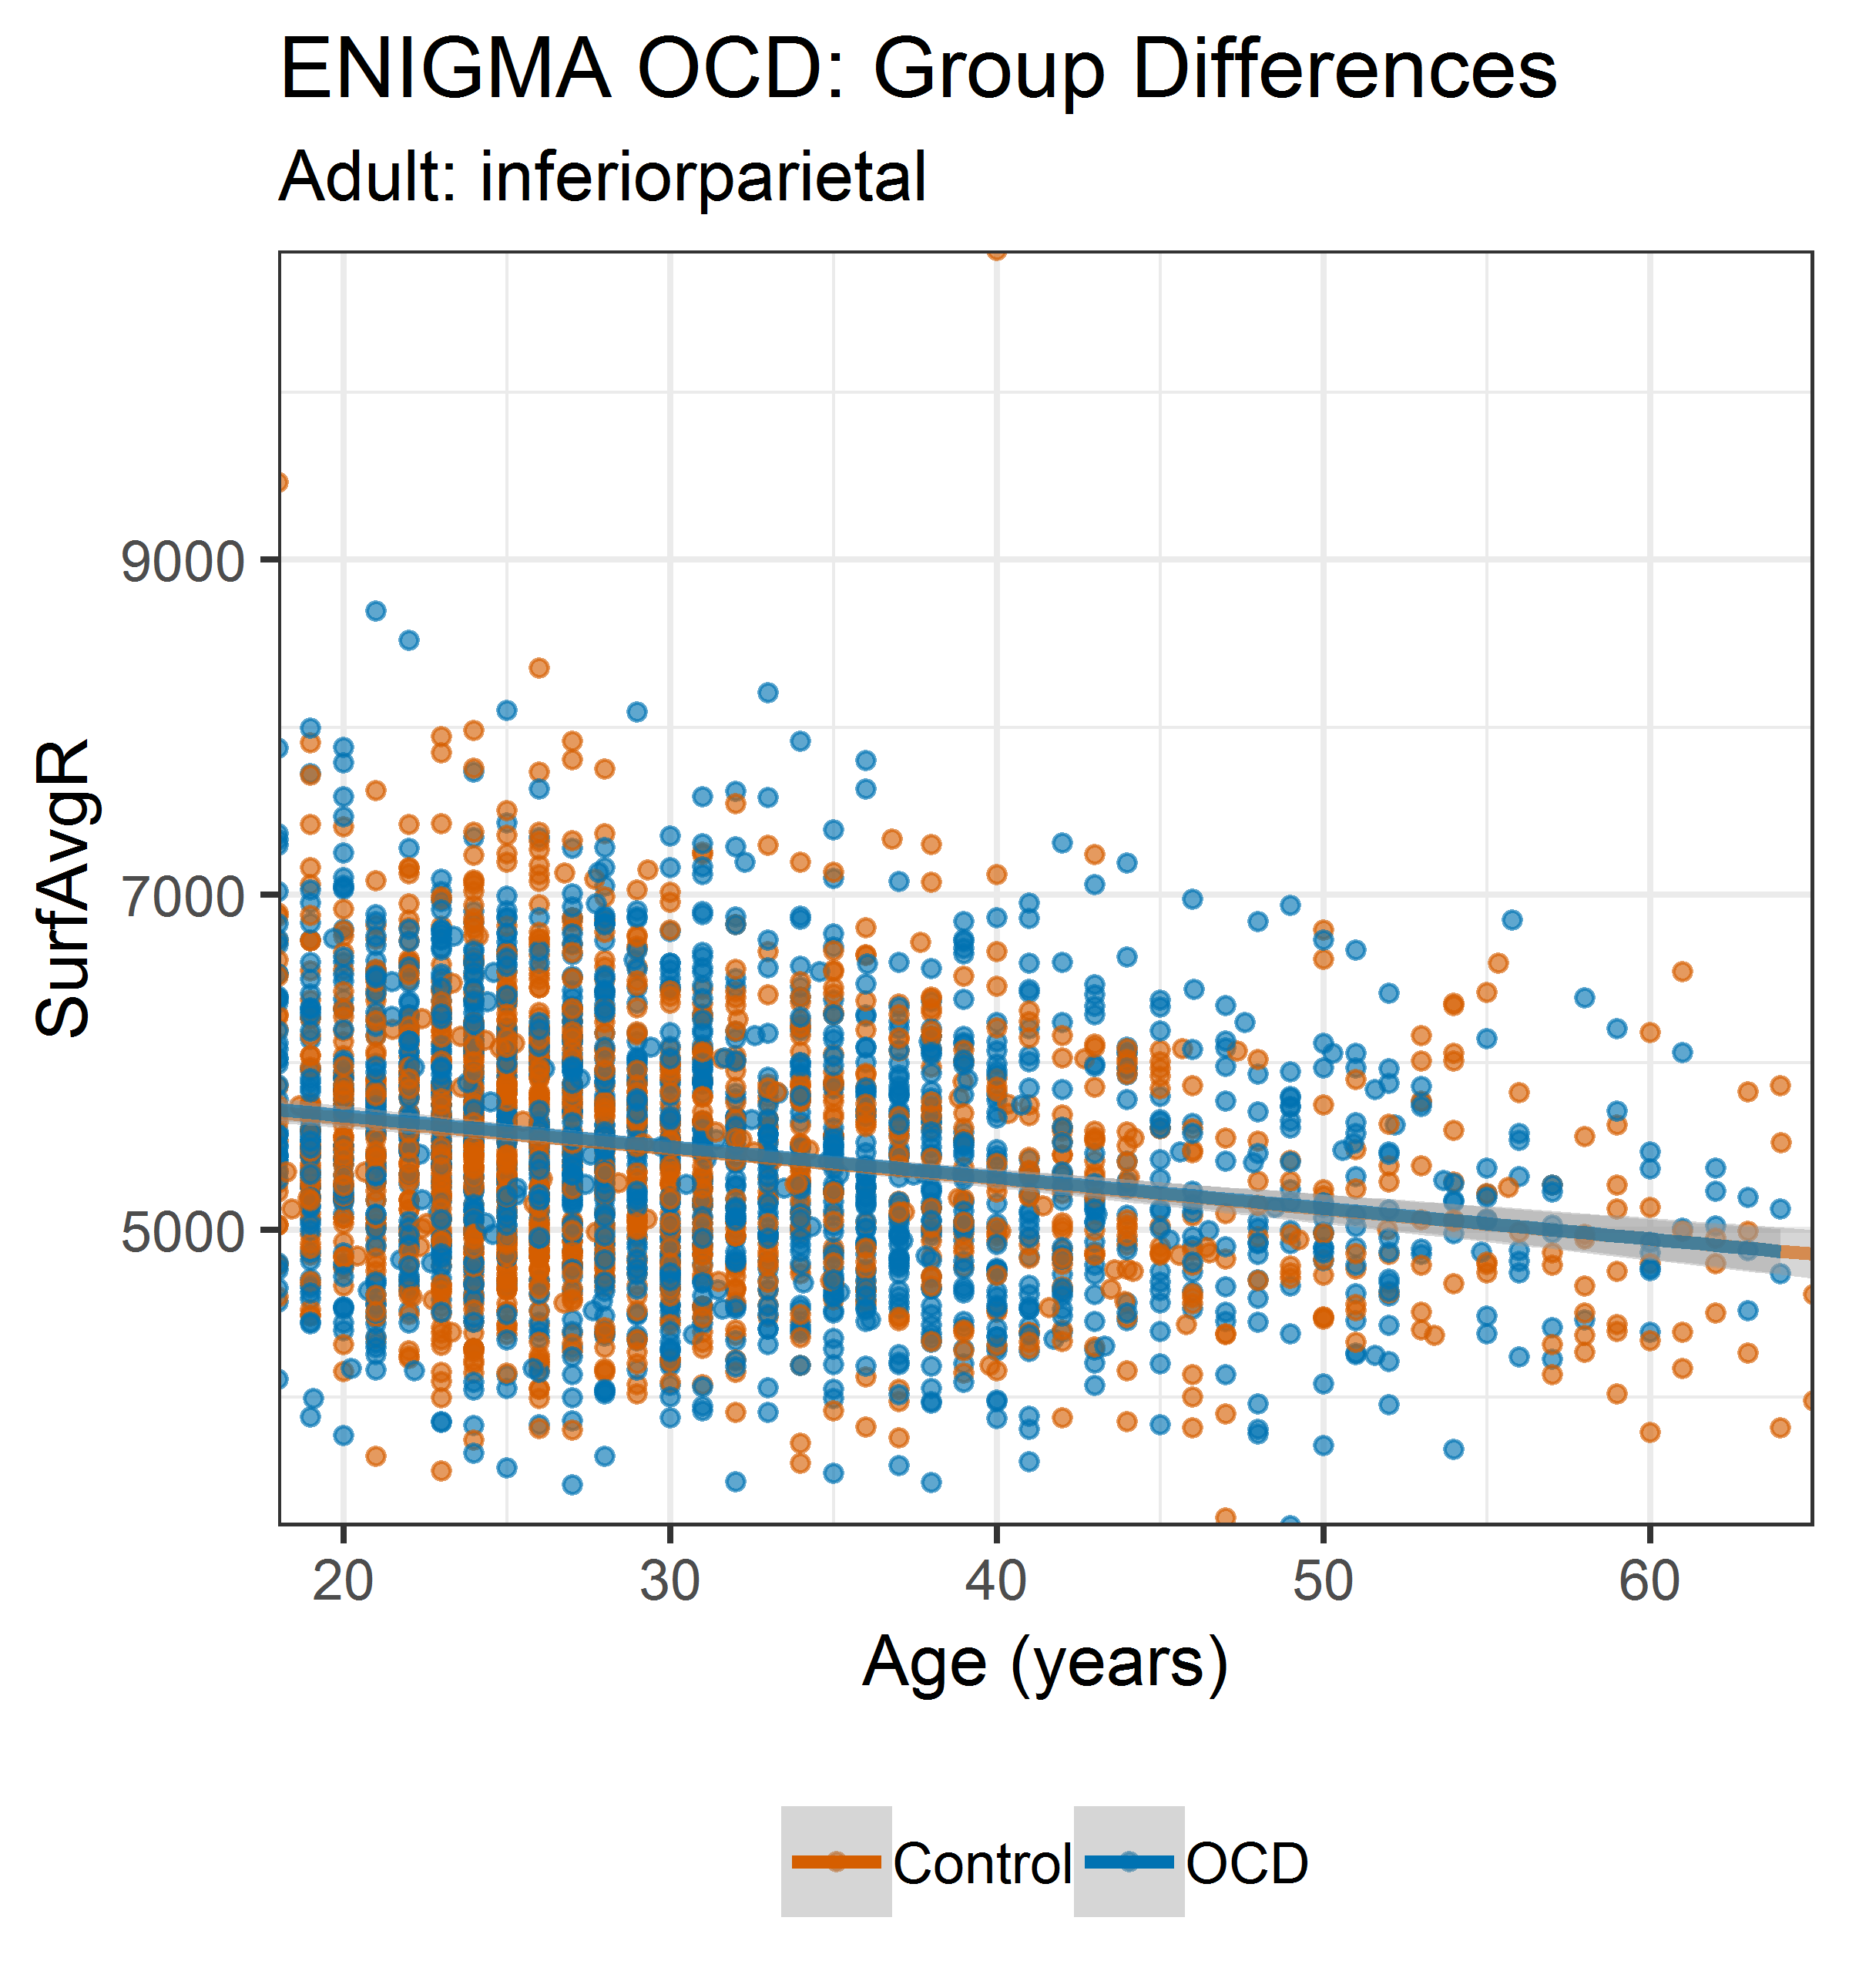 ENIGMA OCD: Group Differences
Adult: inferiorparietal
SurfAvgR
9000
7000
5000
20 30 40 50 60
Age (years)
Control OCD